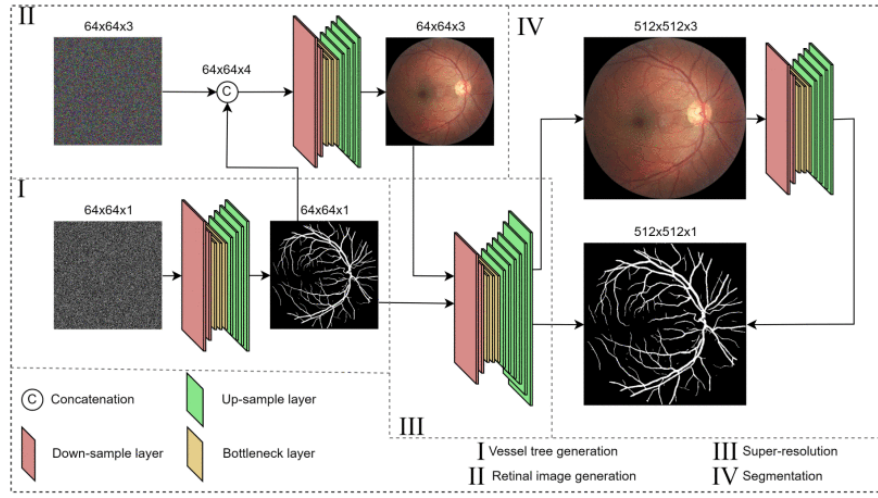 II
64x64x3
64x64x4
C
64x64x3
IV
512x512x3
I
64x64x1
64x64x1
512x512x1
C Concatenation
Up-sample layer
Down-sample layer
Bottleneck layer
III
I Vessel tree generation
III Super-resolution
II Retinal image generation
IV Segmentation